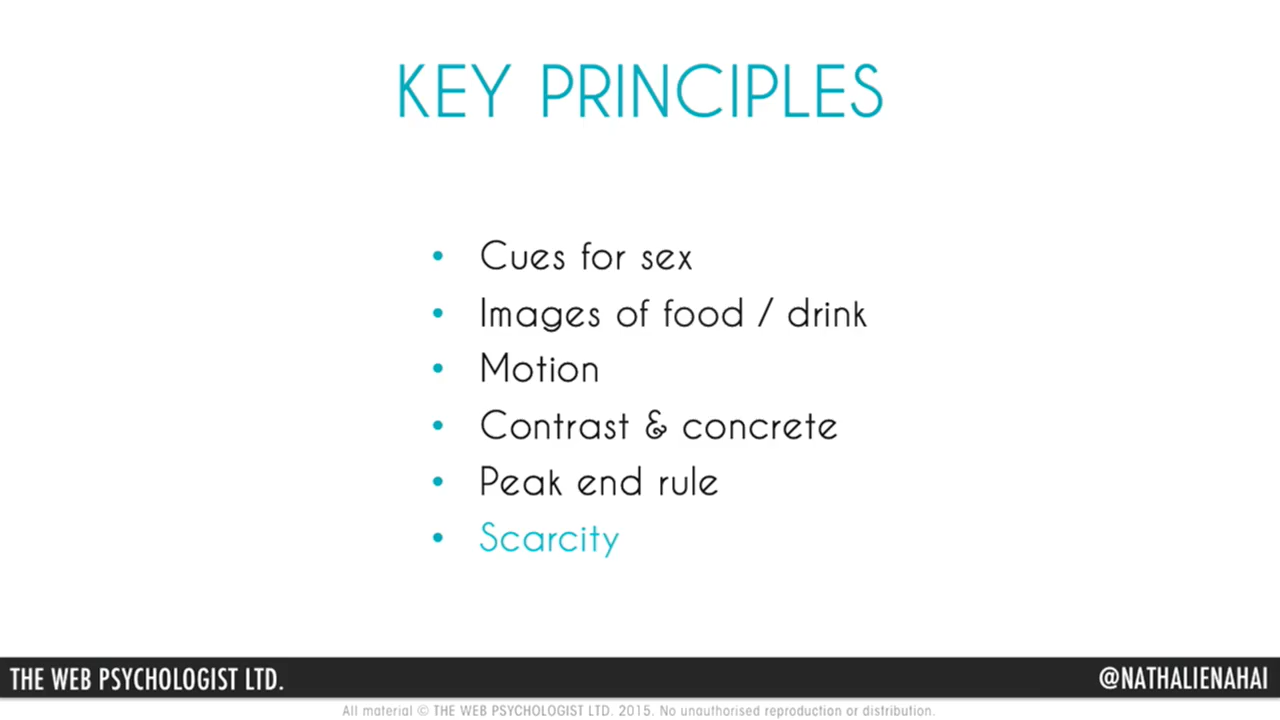 KEY PRINCIPLES
• Cues for sex
• Images of food / drink
• Motion
• Contrast & concrete
• Peak end rule
• Scarcity
THE WEB PSYCHOLOGIST LTD.
@NATHALIENAHAI
All material © THE WEB PSYCHOLOGIST LTD. 2015. No unauthorised reproduction or distribution.